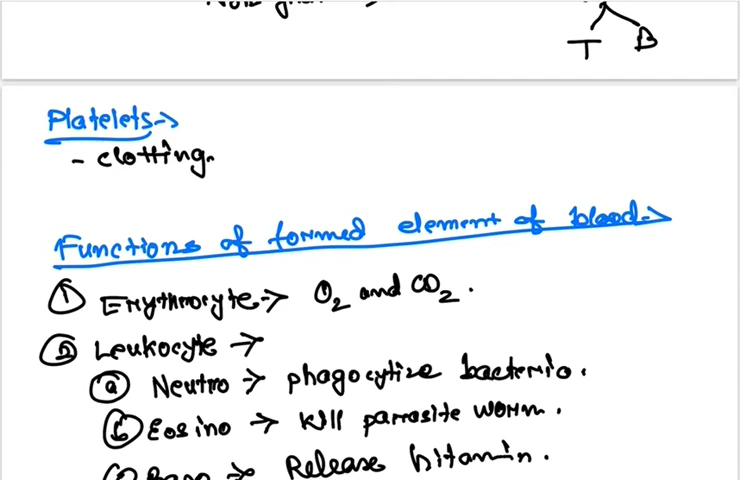 T B
Platelets->
- clotting.
Functions of formed element of blood->
① Erythrocyte-> O2 and CO2.
② Leukocyte ->
ⓐ Neutro -> phagocytize bacteria.
ⓑ Eosino -> kill parasite worm.
Release hitamin.